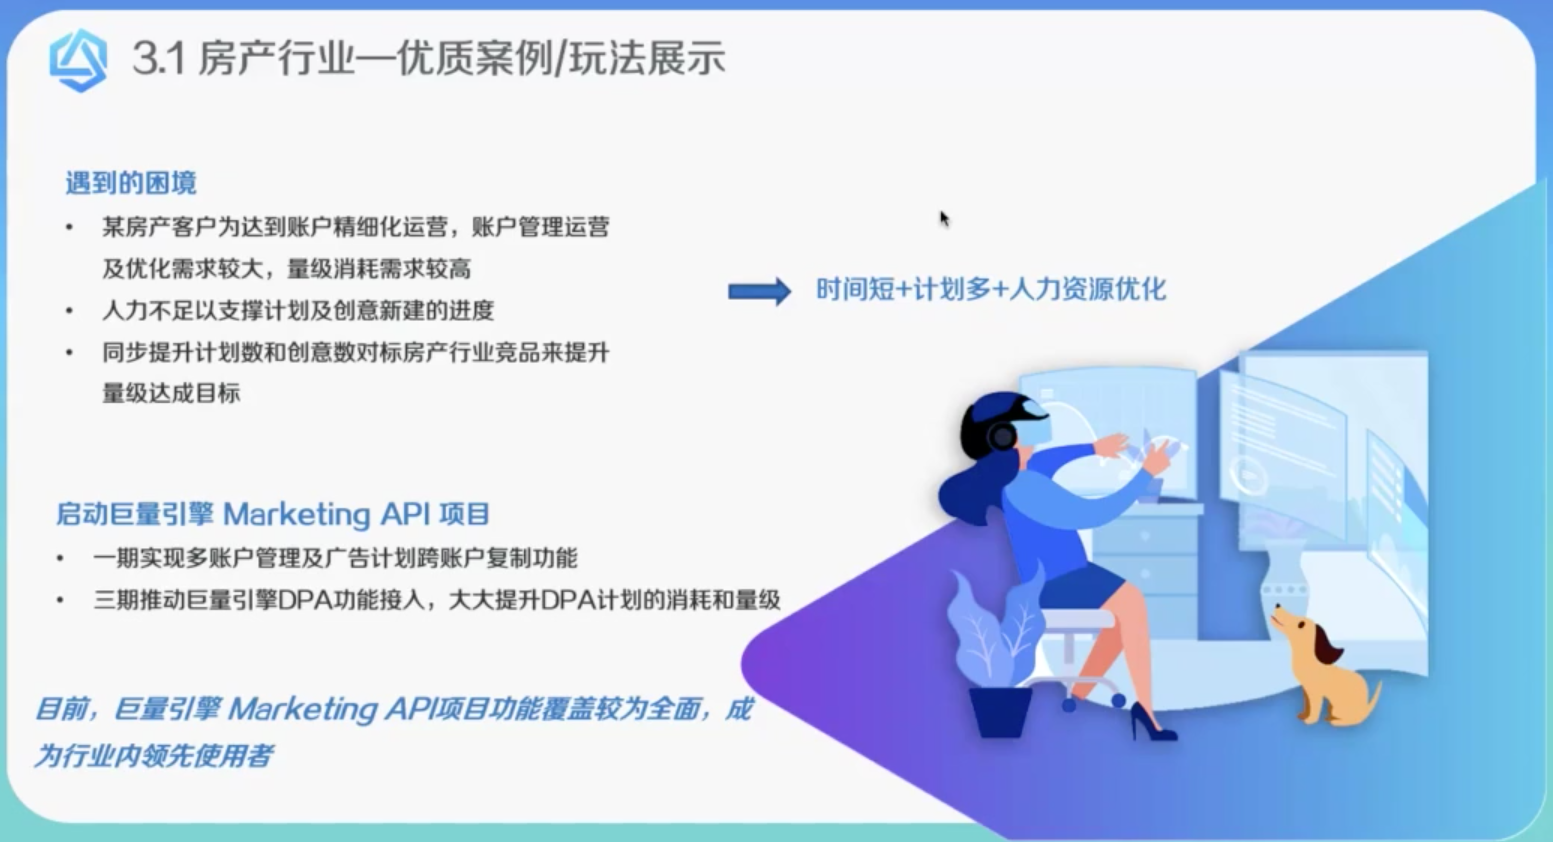 3.1 房产行业—优质案例/玩法展示
遇到的困境
• 某房产客户为达到账户精细化运营，账户管理运营
及优化需求较大，量级消耗需求较高
• 人力不足以支撑计划及创意新建的进度
• 同步提升计划数和创意数对标房产行业竞品来提升
量级达成目标
时间短+计划多+人力资源优化
启动巨量引擎 Marketing API 项目
• 一期实现多账户管理及广告计划跨账户复制功能
• 三期推动巨量引擎DPA功能接入，大大提升DPA计划的消耗和量级
目前，巨量引擎 Marketing API项目功能覆盖较为全面，成
为行业内领先使用者